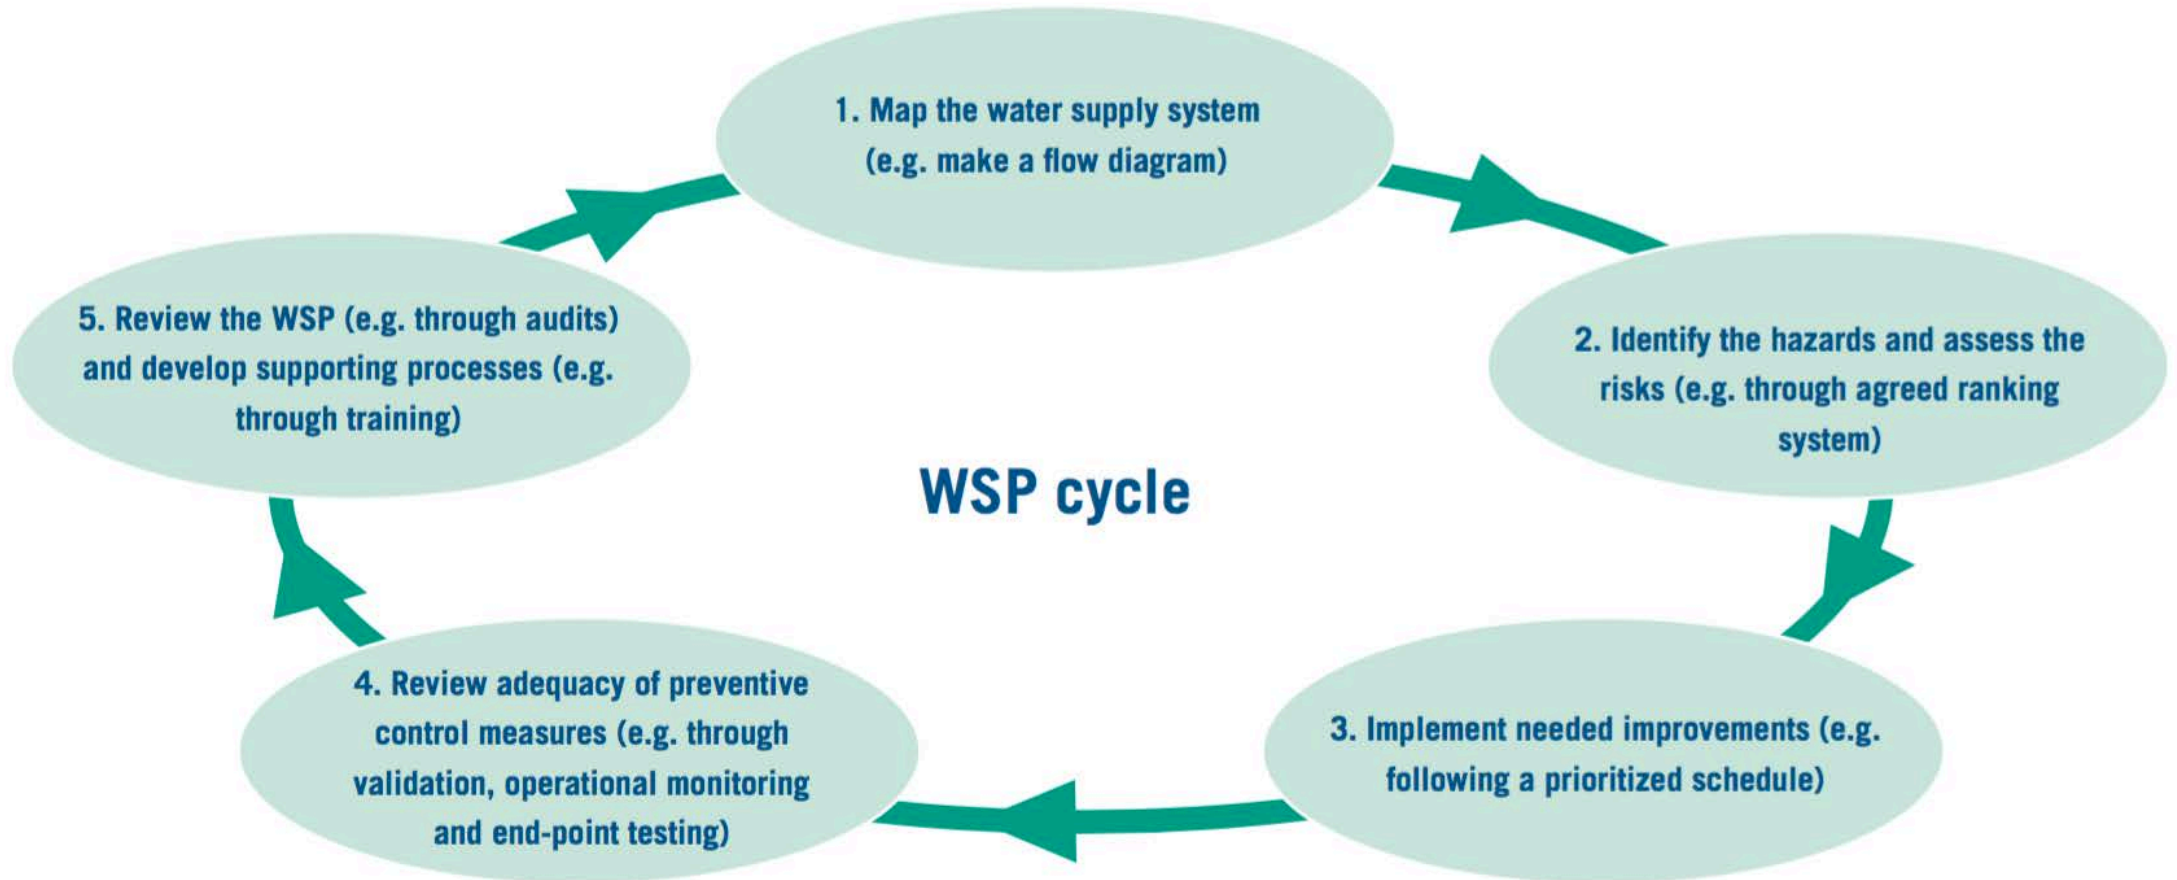 1. Map the water supply system
(e.g. make a flow diagram)
2. Identify the hazards and assess the
risks (e.g. through agreed ranking
system)
3. Implement needed improvements (e.g.
following a prioritized schedule)
4. Review adequacy of preventive
control measures (e.g. through
validation, operational monitoring
and end-point testing)
5. Review the WSP (e.g. through audits)
and develop supporting processes (e.g.
through training)
WSP cycle